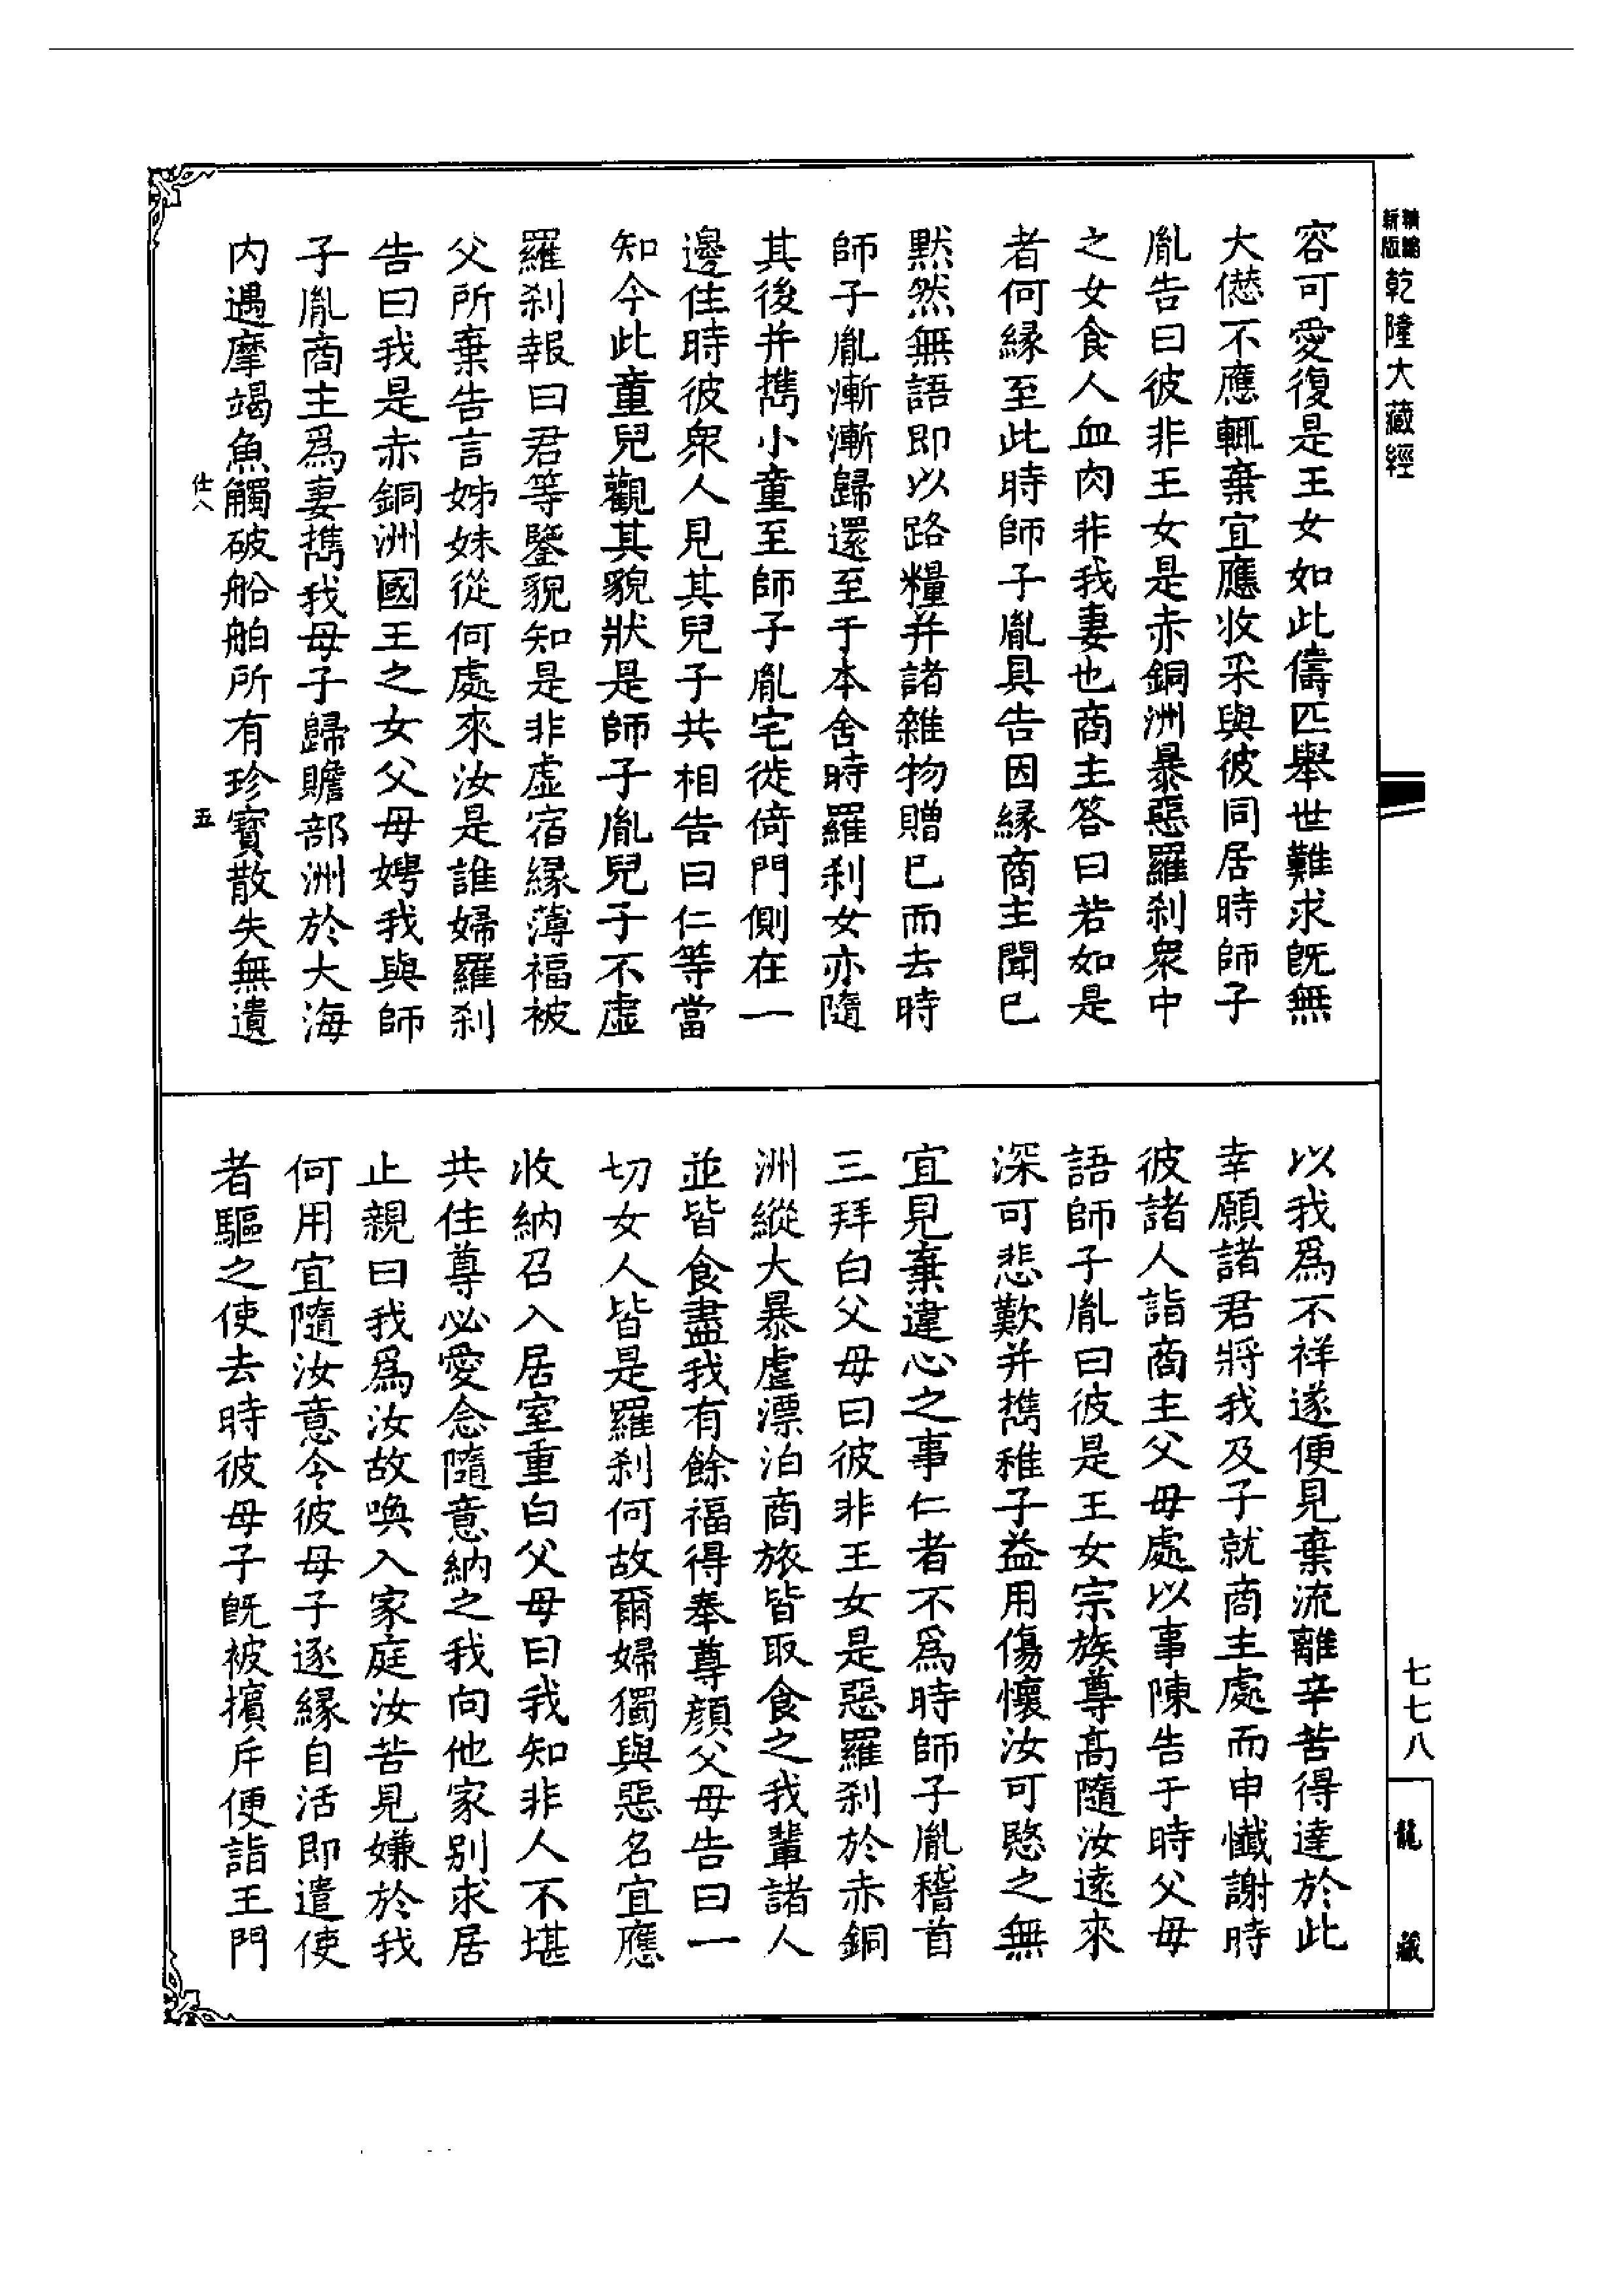 精縮新版乾隆大藏經
容可愛復是王女如此儔匹舉世難求既無
大僁不應輒棄宜應收采與彼同居時師子
胤告曰彼非王女是赤銅洲暴惡羅剎衆中
之女食人血肉非我妻也商主答曰若如是
者何緣至此時師子胤具告因緣商主聞已
默然無語即以路糧并諸雜物贈已而去時
師子胤漸漸歸還至于本舍時羅剎女亦隨
其後并攜小童至師子胤宅徙倚門側在一
邊住時彼衆人見其兒子共相告曰仁等當
知今此童兒觀其貌狀是師子胤兒子不虛
羅剎報曰君等鑒貌知是非虛宿緣薄福被
父所棄告言姊妹從何處來汝是誰婦羅剎
告曰我是赤銅洲國王之女父母娉我與師
子胤商主爲妻攜我母子歸贍部洲於大海
内遇摩竭魚觸破船舶所有珍寶散失無遺
仕八
五
以我爲不祥遂便見棄流離辛苦得達於此
幸願諸君將我及子就商主處而申懺謝時
彼諸人詣商主父母處以事陳告于時父母
語師子胤曰彼是王女宗族尊高隨汝遠來
深可悲歎并攜稚子益用傷懷汝可愍之無
宜見棄違心之事仁者不爲時師子胤稽首
三拜白父母曰彼非王女是惡羅剎於赤銅
洲縱大暴虐漂泊商旅皆取食之我輩諸人
並皆食盡我有餘福得奉尊顏父母告曰一
切女人皆是羅剎何故爾婦獨與惡名宜應
收納召入居室重白父母曰我知非人不堪
共住尊必愛念隨意納之我向他家別求居
止親曰我爲汝故喚入家庭汝苦見嫌於我
何用宜隨汝意令彼母子逐緣自活即遣使
者驅之使去時彼母子既被擯斥便詣王門
七七八
龍藏